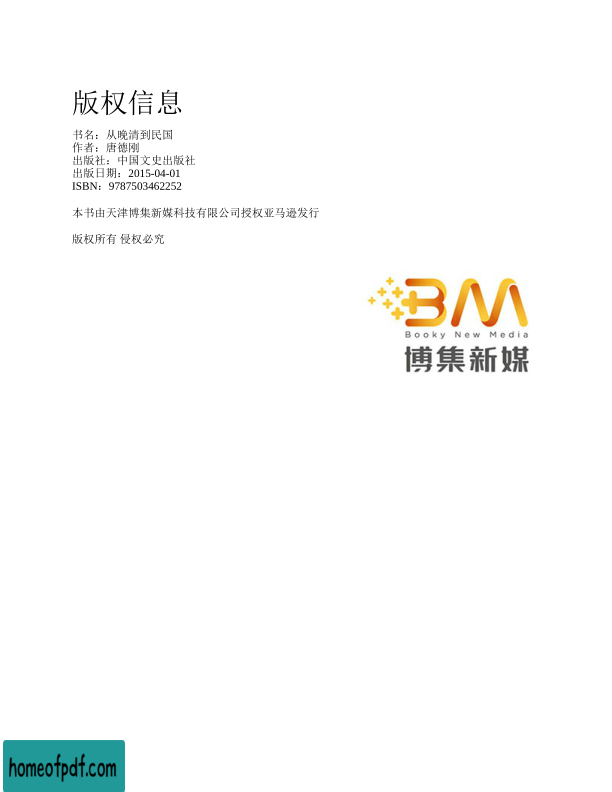 版权信息
书名：从晚清到民国
作者：唐德刚
出版社：中国文史出版社
出版日期：2015-04-01
ISBN：9787503462252
本书由天津博集新媒科技有限公司授权亚马逊发行
版权所有 侵权必究
BM
Booky New Media
博集新媒
homeofpdf.com